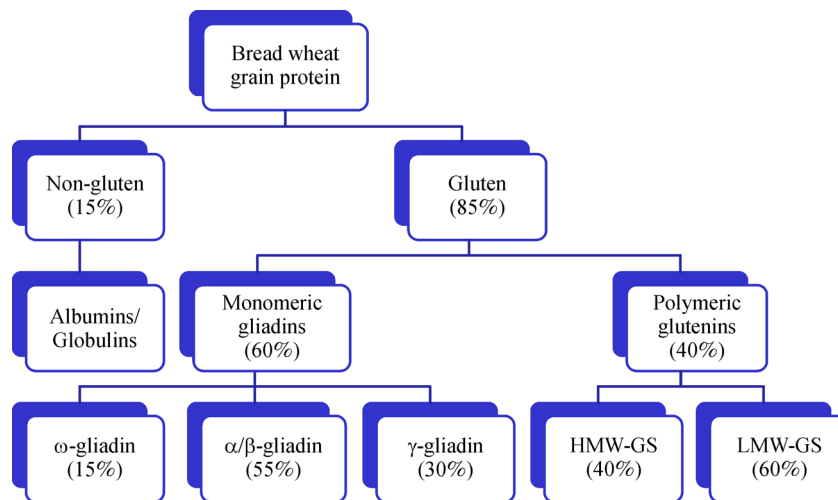 Bread wheat
grain protein
Non-gluten
(15%)
Gluten
(85%)
Albumins/
Globulins
Monomeric
gliadins
(60%)
Polymeric
glutenins
(40%)
ω-gliadin
(15%)
α/β-gliadin
(55%)
γ-gliadin
(30%)
HMW-GS
(40%)
LMW-GS
(60%)